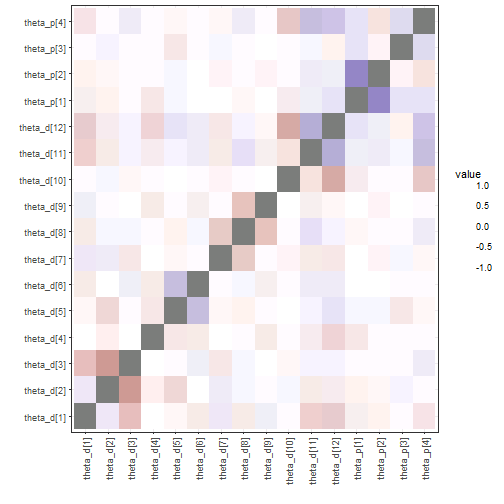 theta_p[4]
theta_p[3]
theta_p[2]
theta_p[1]
theta_d[12]
theta_d[11]
theta_d[10]
theta_d[9]
theta_d[8]
theta_d[7]
theta_d[6]
theta_d[5]
theta_d[4]
theta_d[3]
theta_d[2]
theta_d[1]
value
1.0
0.5
0.0
-0.5
-1.0
theta_d[1]
theta_d[2]
theta_d[3]
theta_d[4]
theta_d[5]
theta_d[6]
theta_d[7]
theta_d[8]
theta_d[9]
theta_d[10]
theta_d[11]
theta_d[12]
theta_p[1]
theta_p[2]
theta_p[3]
theta_p[4]